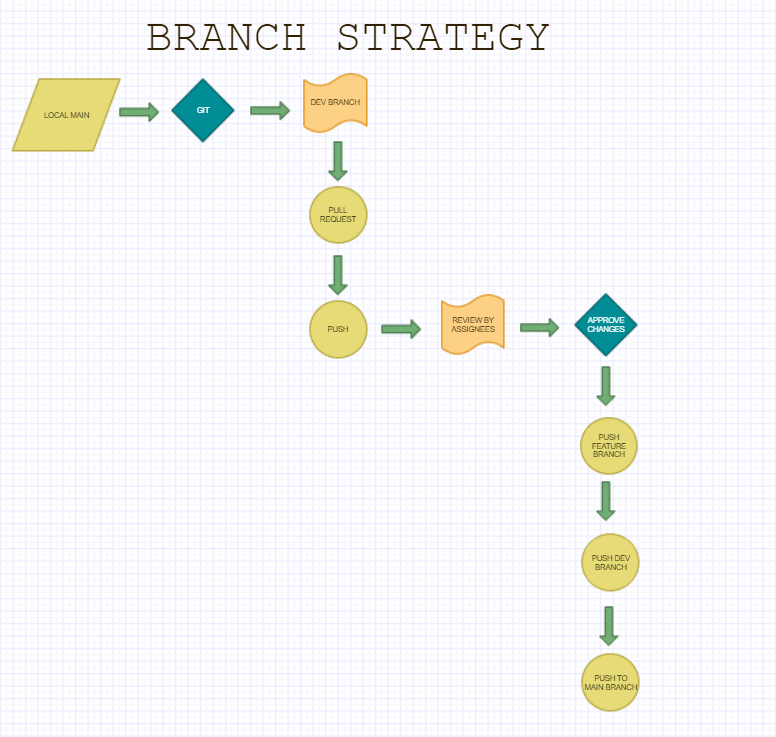 BRANCH STRATEGY
LOCAL MAIN
GIT
DEV BRANCH
PULL
REQUEST
PUSH
REVIEW BY
ASSIGNEES
APPROVE
CHANGES
PUSH
FEATURE
BRANCH
PUSH DEV
BRANCH
PUSH TO
MAIN BRANCH